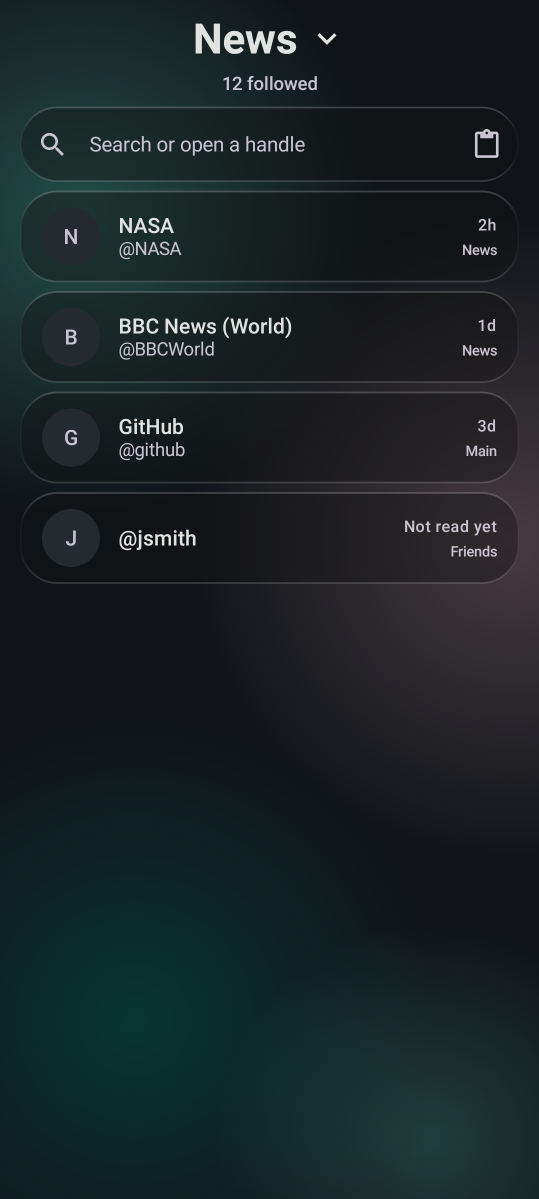 News
12 followed
Search or open a handle
N
NASA
@NASA
2h
News
B
BBC News (World)
@BBCWorld
1d
News
G
GitHub
@github
3d
Main
J
@jsmith
Not read yet
Friends